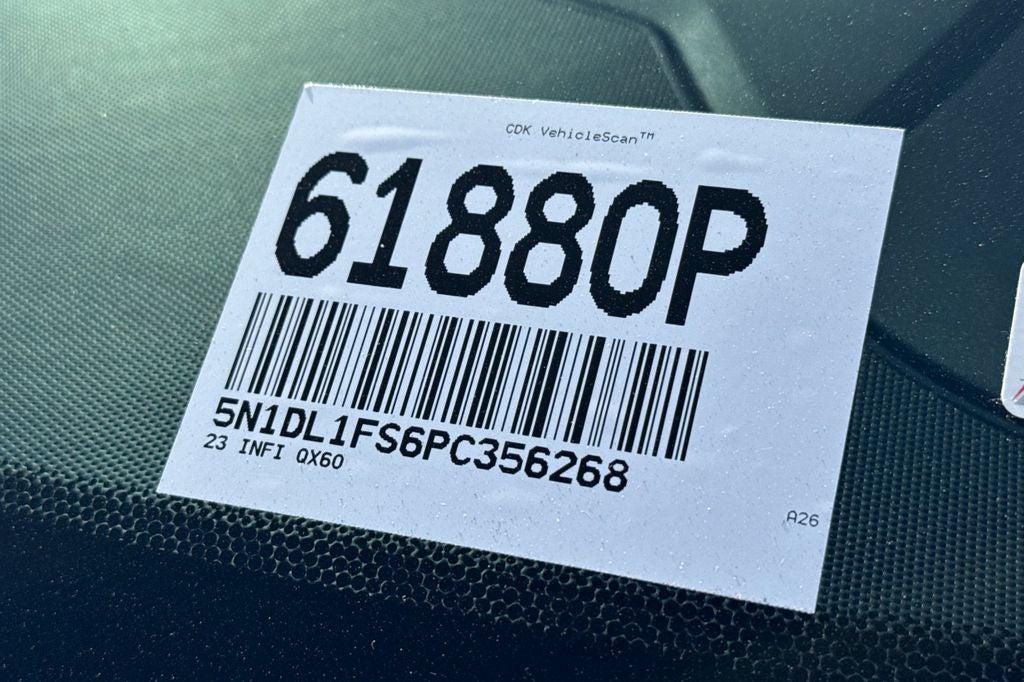 CDK VehicleScan™
61880P
5N1DL1FS6PC356268
23 INFI QX60
A26